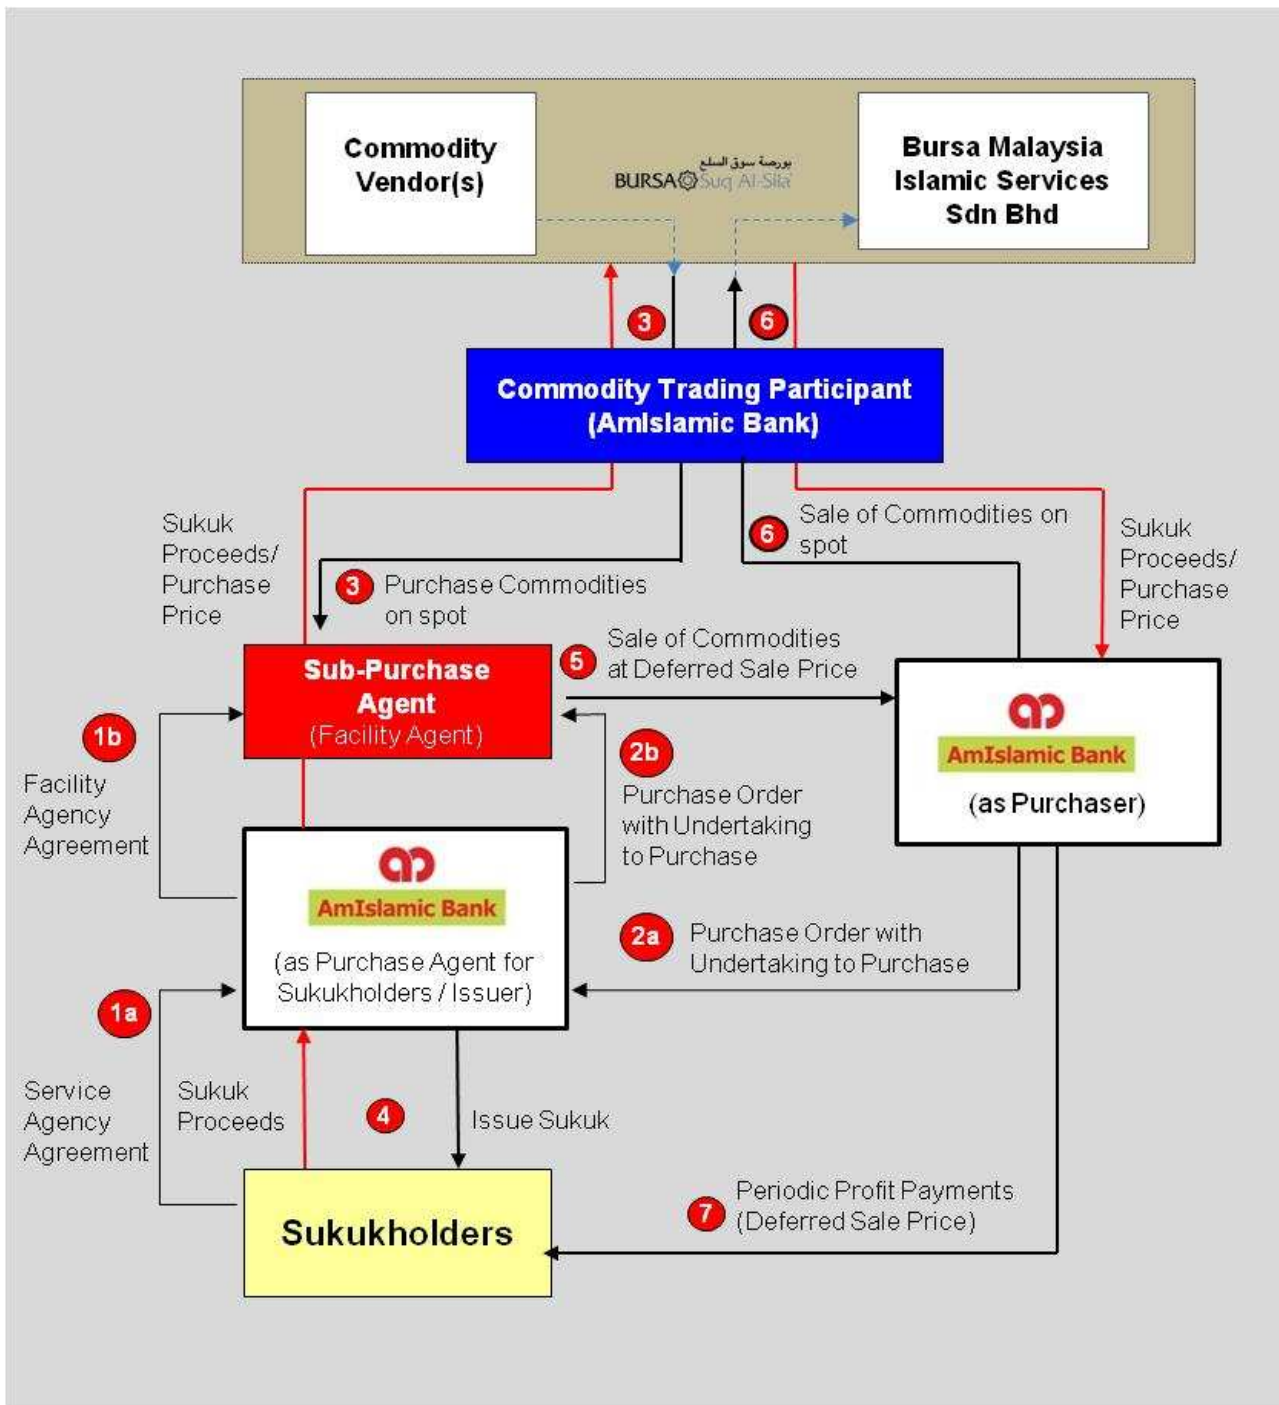 Commodity
Vendor(s)
بورصة سوق السلع
BURSA Suq Al-Sila'
Bursa Malaysia
Islamic Services
Sdn Bhd
3
6
Commodity Trading Participant
(AmIslamic Bank)
Sukuk
Proceeds/
Purchase
Price
3
Purchase Commodities
on spot
6
Sale of Commodities on
spot
Sukuk
Proceeds/
Purchase
Price
Sub-Purchase
Agent
(Facility Agent)
5
Sale of Commodities
at Deferred Sale Price
AmIslamic Bank
(as Purchaser)
1b
Facility
Agency
Agreement
2b
Purchase Order
with Undertaking
to Purchase
AmIslamic Bank
(as Purchase Agent for
Sukukholders / Issuer)
2a
Purchase Order with
Undertaking to Purchase
1a
Service
Agency
Agreement
Sukuk
Proceeds
4
Issue Sukuk
Sukukholders
7
Periodic Profit Payments
(Deferred Sale Price)